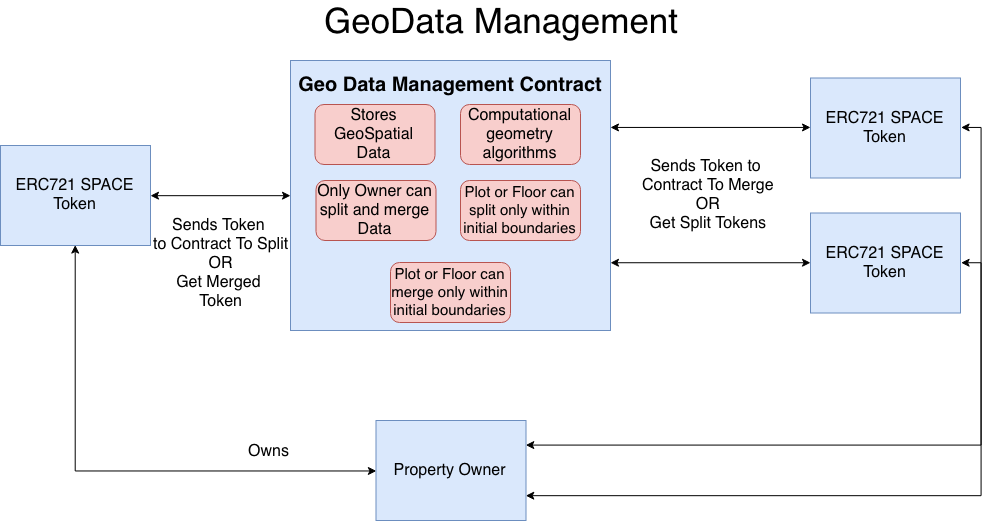 GeoData Management
Geo Data Management Contract
Stores
GeoSpatial
Data
Computational
geometry
algorithms
Only Owner can
split and merge
Data
Plot or Floor can
split only within
initial boundaries
Plot or Floor can
merge only within
initial boundaries
ERC721 SPACE
Token
Sends Token
to Contract To Split
OR
Get Merged
Token
Sends Token to
Contract To Merge
OR
Get Split Tokens
ERC721 SPACE
Token
ERC721 SPACE
Token
Owns
Property Owner